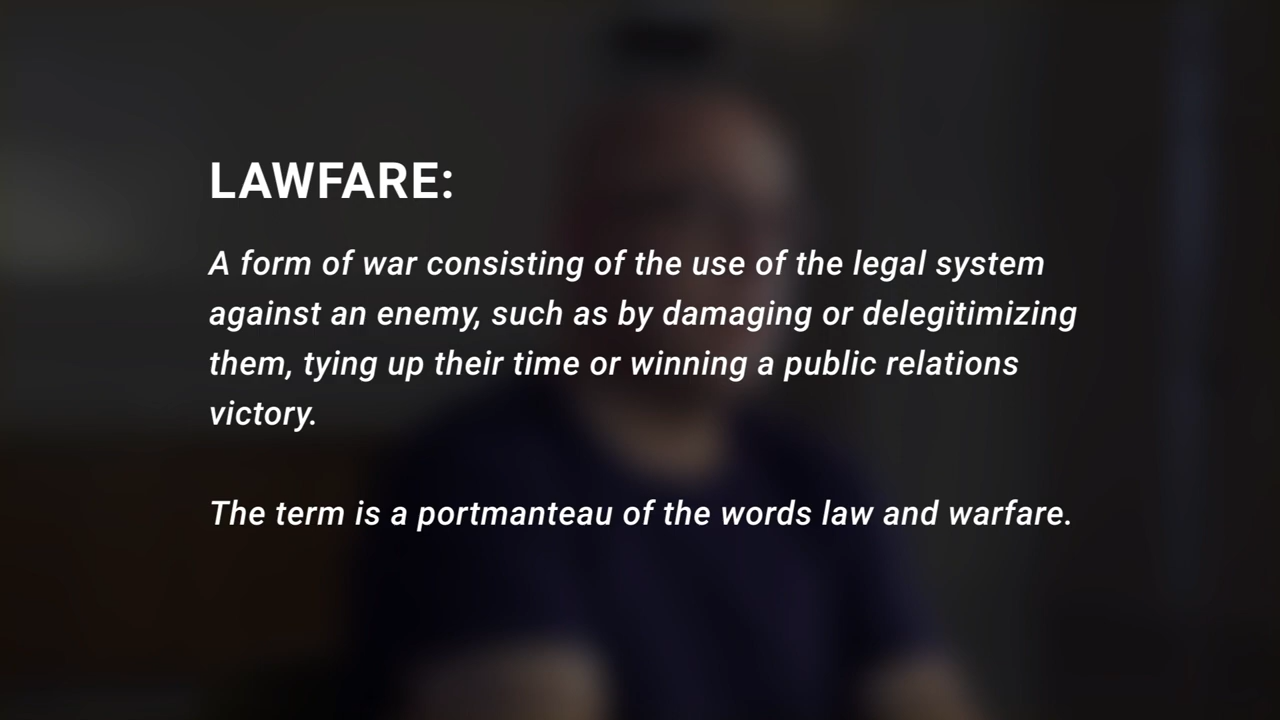 LAWFARE:
A form of war consisting of the use of the legal system
against an enemy, such as by damaging or delegitimizing
them, tying up their time or winning a public relations
victory.
The term is a portmanteau of the words law and warfare.